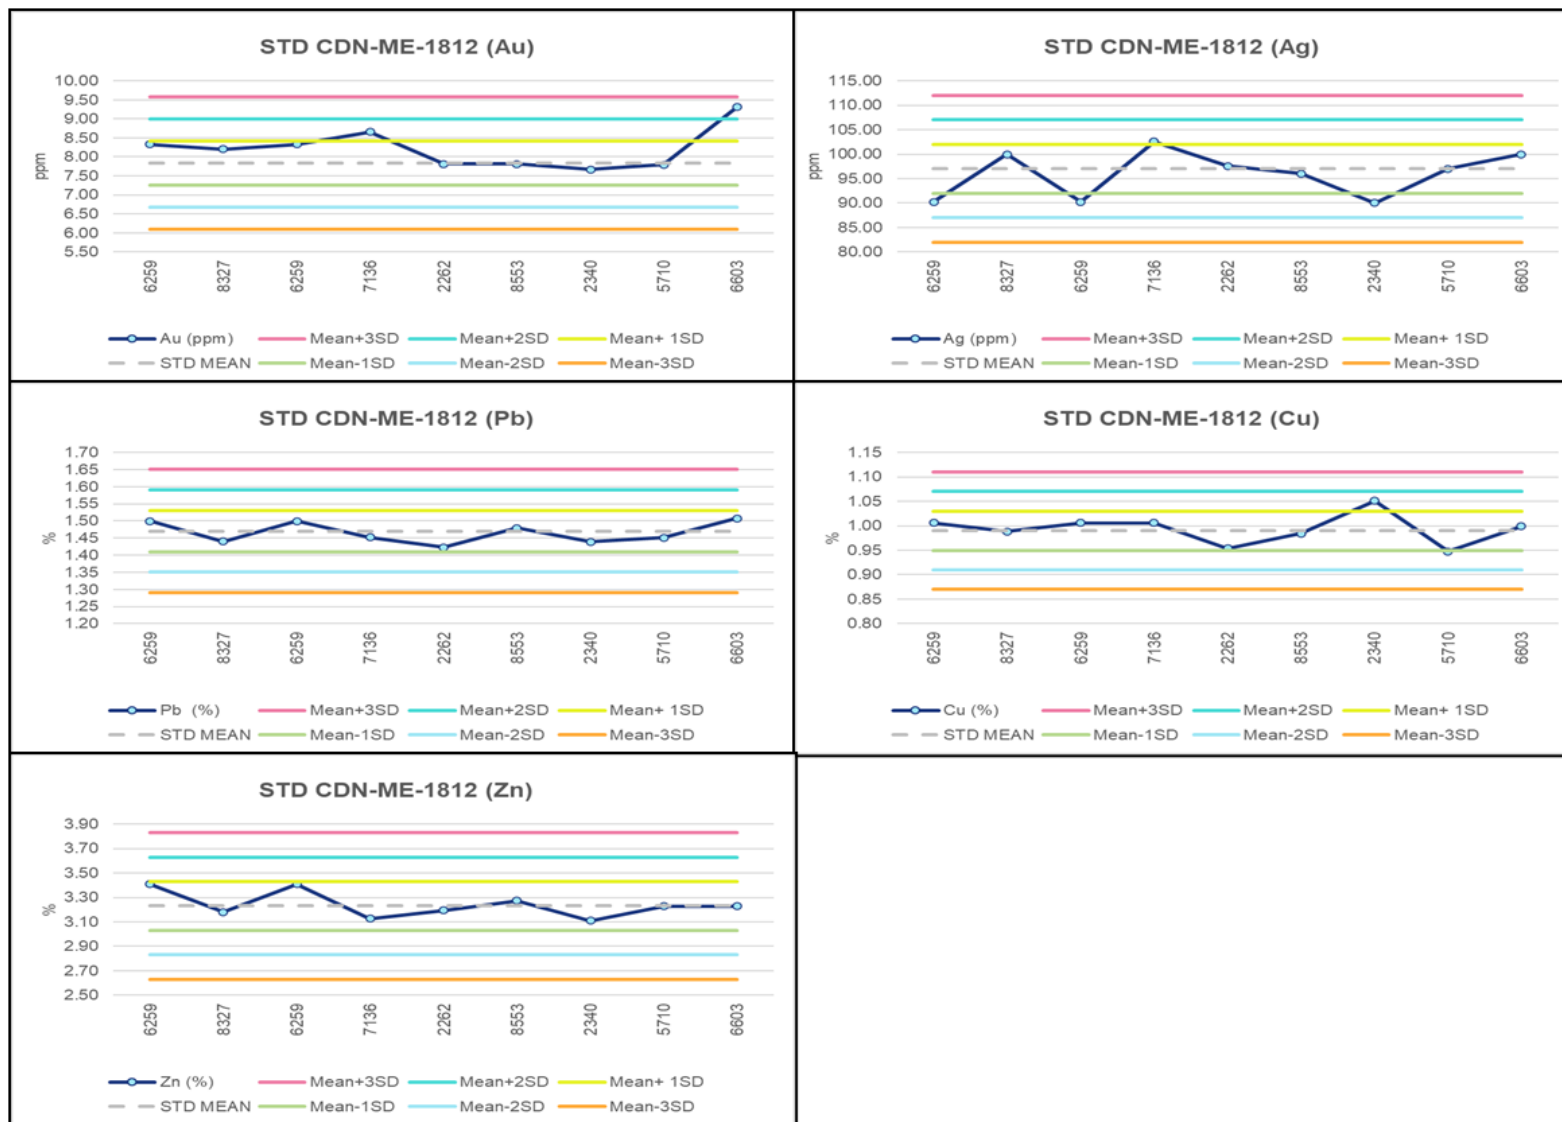 STD CDN-ME-1812 (Au)
ppm
10.00
9.50
9.00
8.50
8.00
7.50
7.00
6.50
6.00
5.50
6259 8327 6259 7136 2262 8553 2340 5710 6603
Au (ppm) Mean+3SD Mean+2SD Mean+ 1SD
STD MEAN Mean-1SD Mean-2SD Mean-3SD
STD CDN-ME-1812 (Ag)
ppm
115.00
110.00
105.00
100.00
95.00
90.00
85.00
80.00
6259 8327 6259 7136 2262 8553 2340 5710 6603
Ag (ppm) Mean+3SD Mean+2SD Mean+ 1SD
STD MEAN Mean-1SD Mean-2SD Mean-3SD
STD CDN-ME-1812 (Pb)
%
1.70
1.65
1.60
1.55
1.50
1.45
1.40
1.35
1.30
1.25
1.20
6259 8327 6259 7136 2262 8553 2340 5710 6603
Pb (%) Mean+3SD Mean+2SD Mean+ 1SD
STD MEAN Mean-1SD Mean-2SD Mean-3SD
STD CDN-ME-1812 (Cu)
%
1.15
1.10
1.05
1.00
0.95
0.90
0.85
0.80
6259 8327 6259 7136 2262 8553 2340 5710 6603
Cu (%) Mean+3SD Mean+2SD Mean+ 1SD
STD MEAN Mean-1SD Mean-2SD Mean-3SD
STD CDN-ME-1812 (Zn)
%
3.90
3.70
3.50
3.30
3.10
2.90
2.70
2.50
6259 8327 6259 7136 2262 8553 2340 5710 6603
Zn (%) Mean+3SD Mean+2SD Mean+ 1SD
STD MEAN Mean-1SD Mean-2SD Mean-3SD